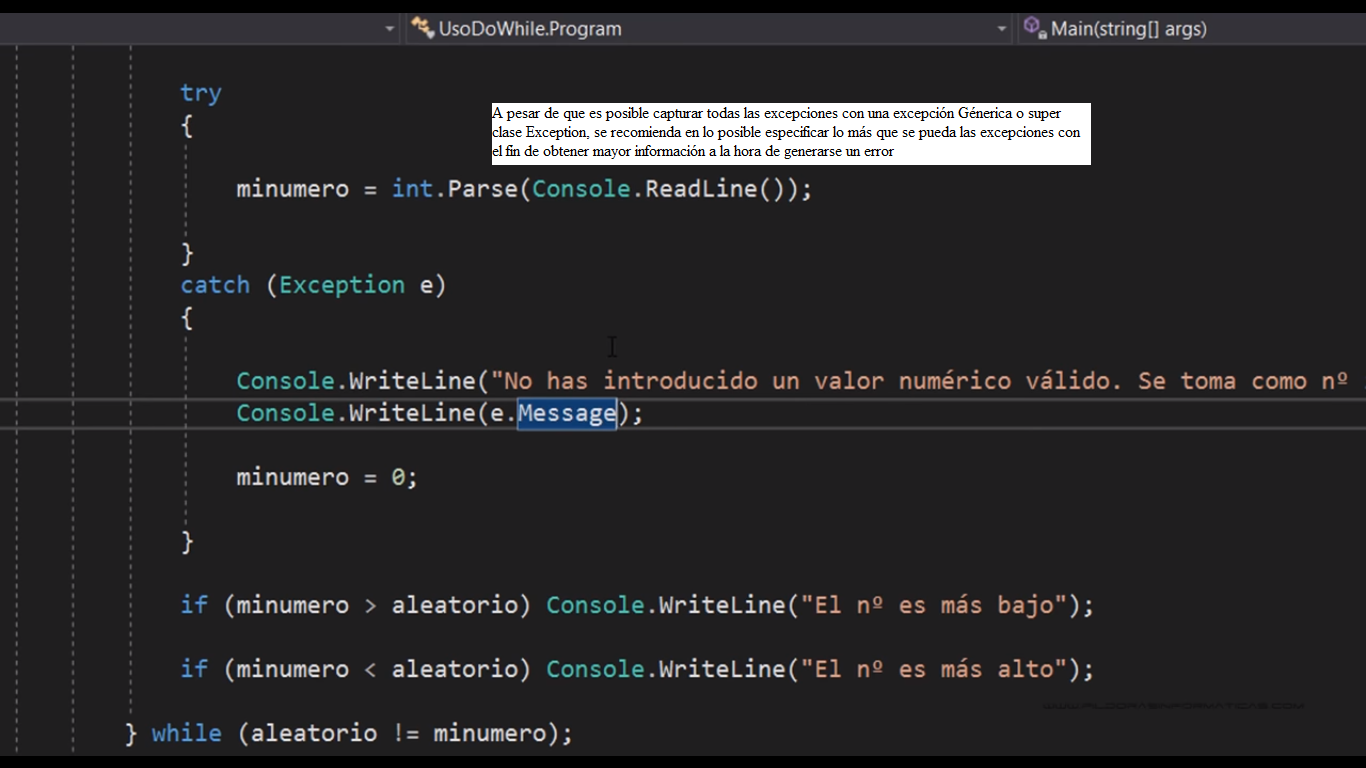 UsoDoWhile.Program
Main(string[] args)
try
A pesar de que es posible capturar todas las excepciones con una excepción Génerica o super
{
clase Exception, se recomienda en lo posible especificar lo más que se pueda las excepciones con
el fin de obtener mayor información a la hora de generarse un error
minumero = int.Parse(Console.ReadLine());
}
catch (Exception e)
{
Console.WriteLine("No has introducido un valor numérico válido. Se toma como nº
Console.WriteLine(e.Message);
minumero = 0;
}
if (minumero > aleatorio) Console.WriteLine("El nº es más bajo");
if (minumero < aleatorio) Console.WriteLine("El nº es más alto");
WWW.PILDORASINFORMATICAS.COM
} while (aleatorio != minumero);